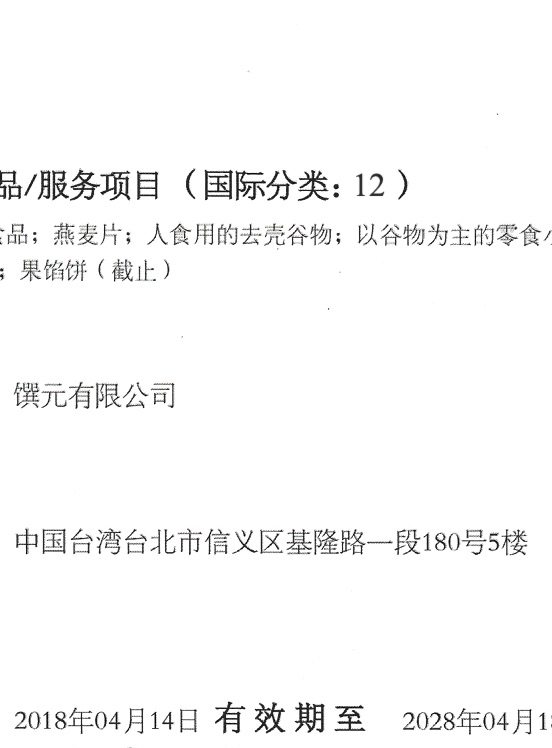 品/服务项目（国际分类：12）
食品；燕麦片；人食用的去壳谷物；以谷物为主的零食小
；果馅饼（截止）
馔元有限公司
中国台湾台北市信义区基隆路一段180号5楼
2018年04月14日 有效期至 2028年04月13